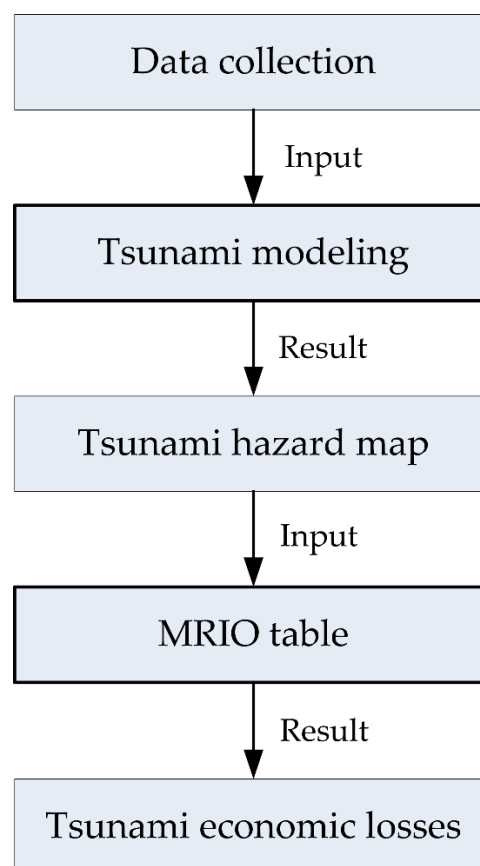 Data collection
Input
Tsunami modeling
Result
Tsunami hazard map
Input
MRIO table
Result
Tsunami economic losses